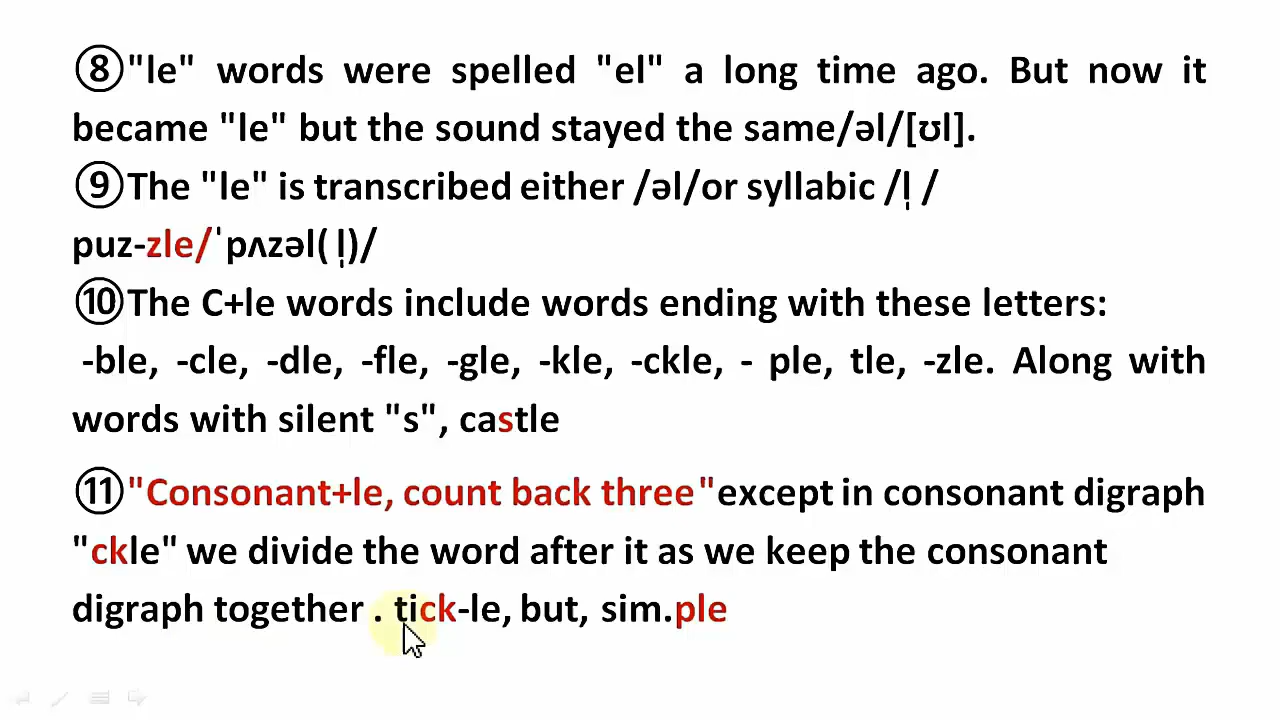 ⑧"le" words were spelled "el" a long time ago. But now it
became "le" but the sound stayed the same/əl/[ʊl].
⑨The "le" is transcribed either /əl/or syllabic /l̩ /
puz-zle/ˈpʌzəl( l̩)/
⑩The C+le words include words ending with these letters:
-ble, -cle, -dle, -fle, -gle, -kle, -ckle, - ple, tle, -zle. Along with
words with silent "s", castle
⑪"Consonant+le, count back three"except in consonant digraph
"ckle" we divide the word after it as we keep the consonant
digraph together . tick-le, but, sim.ple